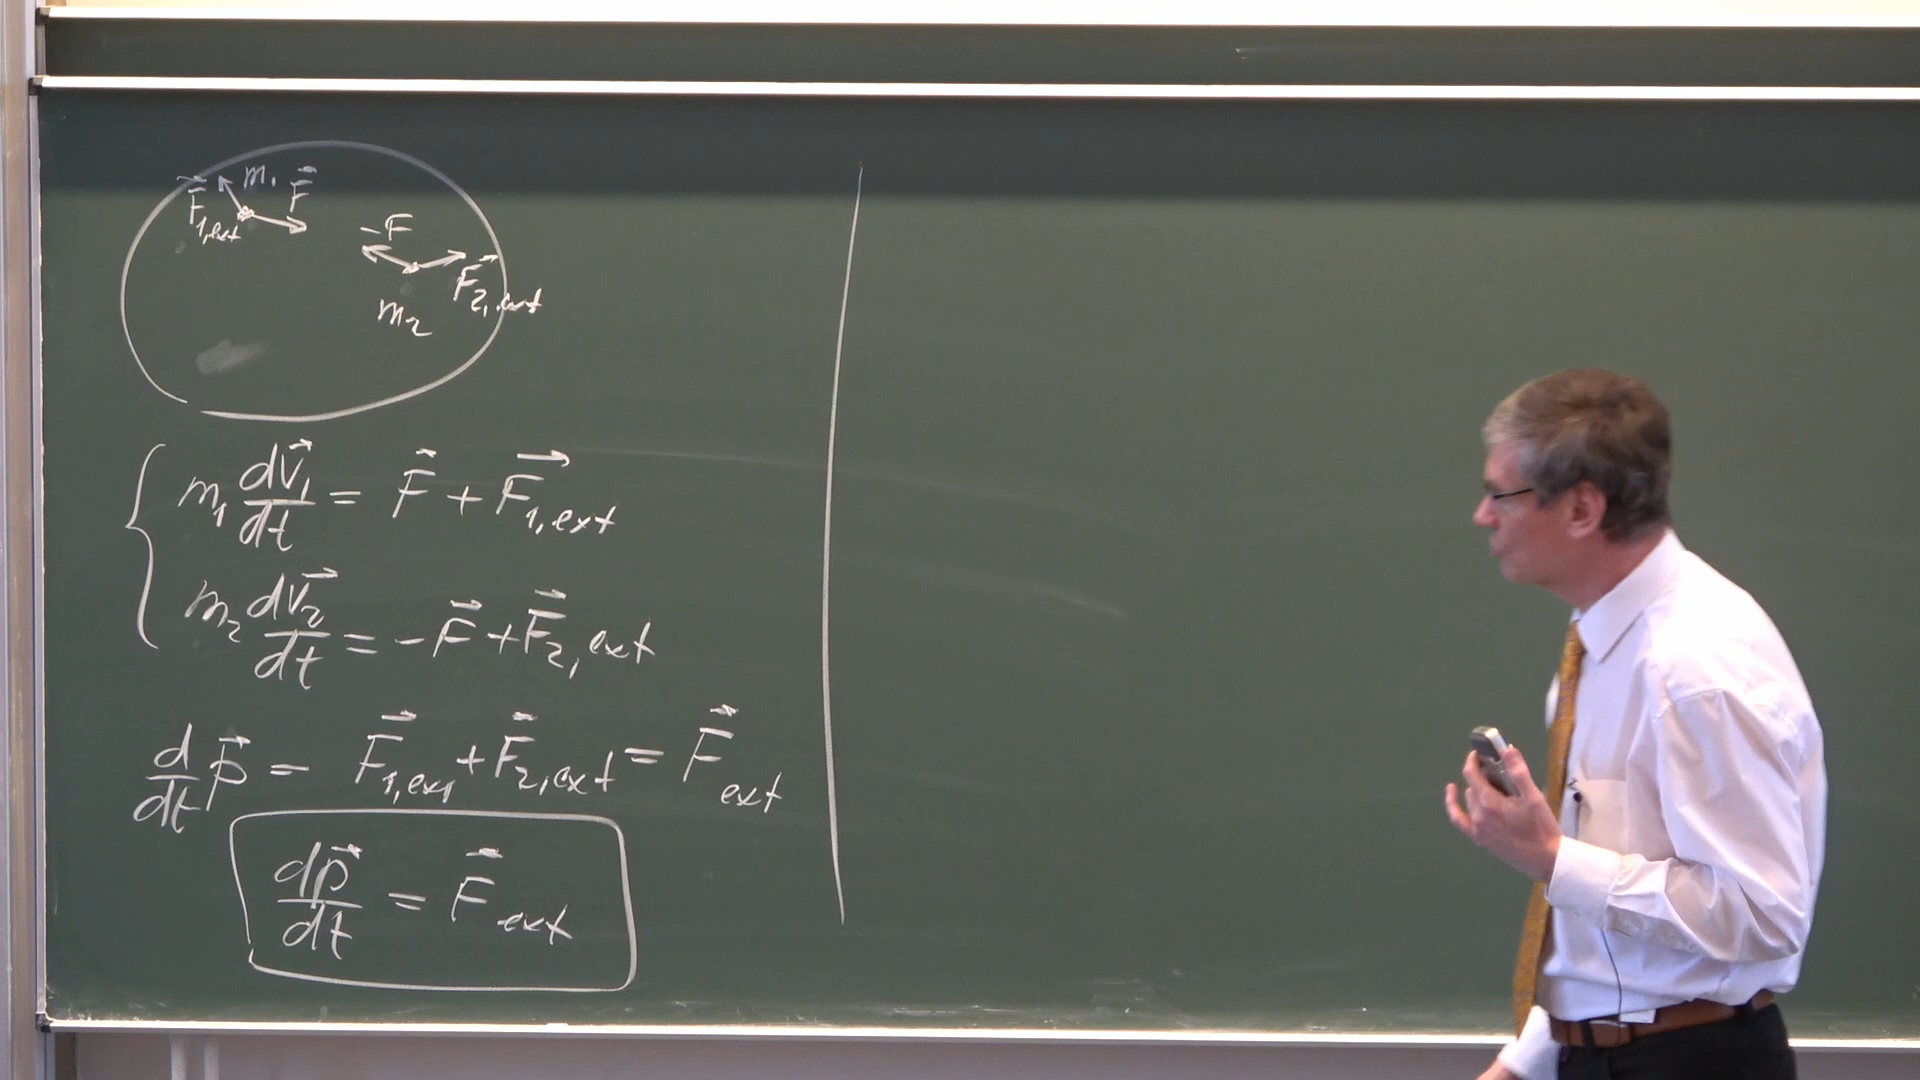 F⃗₁,ext m₁ F⃗
-F F⃗₂,ext
m₂
m₁ dv⃗₁/dt = F⃗ + F⃗₁,ext
m₂ dv⃗₂/dt = -F⃗ + F⃗₂,ext
d/dt p⃗ = F⃗₁,ext + F⃗₂,ext = F⃗ext
dp⃗/dt = F⃗ext